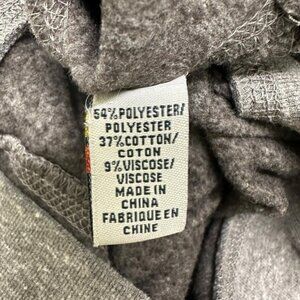 54%POLYESTER/
POLYESTER
37%COTTON/
COTON
9%VISCOSE/
VISCOSE
MADE IN
CHINA
FABRIQUE EN
CHINE